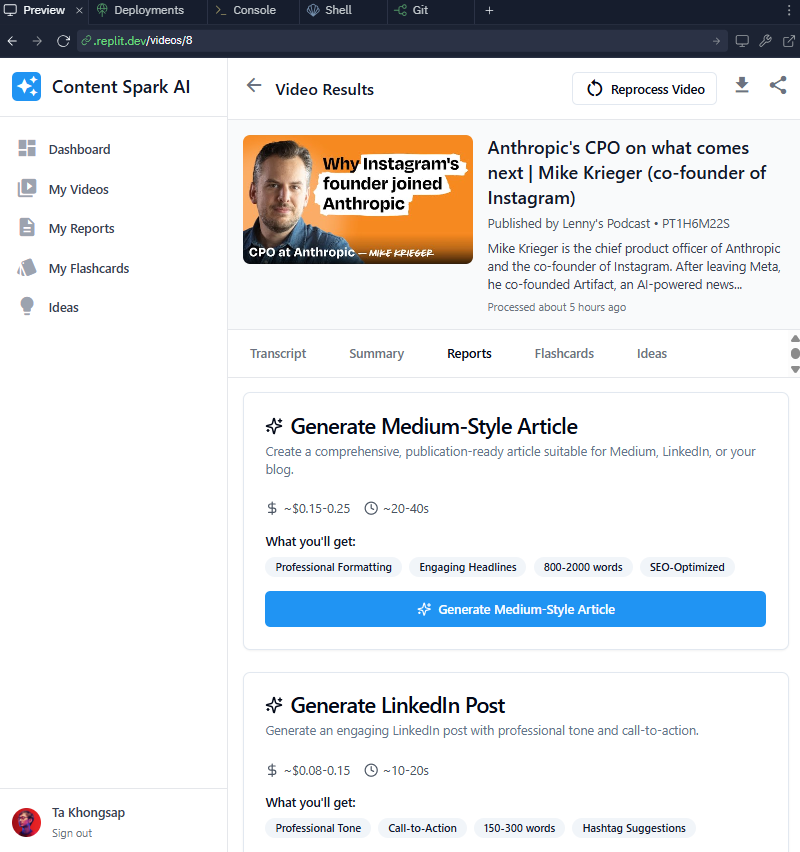 Preview
Deployments
Console
Shell
Git
.replit.dev/videos/8
Content Spark AI
Video Results
Reprocess Video
Dashboard
My Videos
My Reports
My Flashcards
Ideas
Why Instagram's
founder joined
Anthropic
CPO at Anthropic — MIKE KRIEGER
Anthropic's CPO on what comes
next | Mike Krieger (co-founder of
Instagram)
Published by Lenny's Podcast • PT1H6M22S
Mike Krieger is the chief product officer of Anthropic
and the co-founder of Instagram. After leaving Meta,
he co-founded Artifact, an AI-powered news...
Processed about 5 hours ago
Transcript
Summary
Reports
Flashcards
Ideas
Generate Medium-Style Article
Create a comprehensive, publication-ready article suitable for Medium, LinkedIn, or your
blog.
$ ~$0.15-0.25 ~20-40s
What you'll get:
Professional Formatting
Engaging Headlines
800-2000 words
SEO-Optimized
Generate Medium-Style Article
Generate LinkedIn Post
Generate an engaging LinkedIn post with professional tone and call-to-action.
$ ~$0.08-0.15 ~10-20s
What you'll get:
Professional Tone
Call-to-Action
150-300 words
Hashtag Suggestions
Ta Khongsap
Sign out